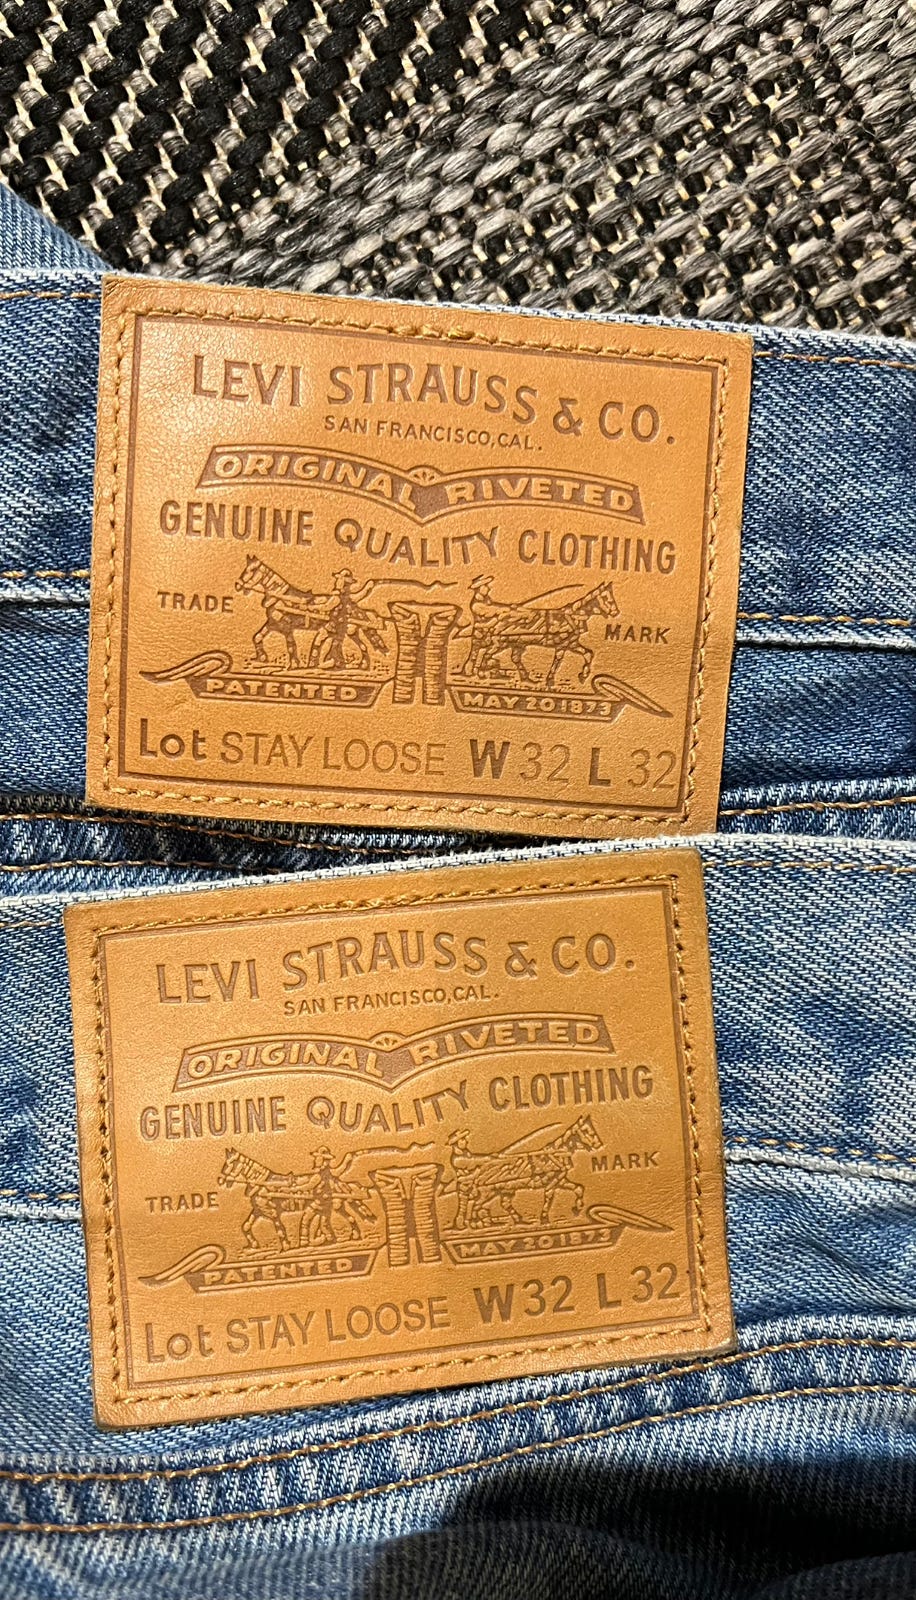 LEVI STRAUSS & CO.
SAN FRANCISCO, CAL.
ORIGINAL RIVETED
GENUINE QUALITY CLOTHING
TRADE MARK
PATENTED MAY 20 1873
Lot STAY LOOSE W 32 L 32
LEVI STRAUSS & CO.
SAN FRANCISCO, CAL.
ORIGINAL RIVETED
GENUINE QUALITY CLOTHING
TRADE MARK
PATENTED MAY 20 1873
Lot STAY LOOSE W 32 L 32